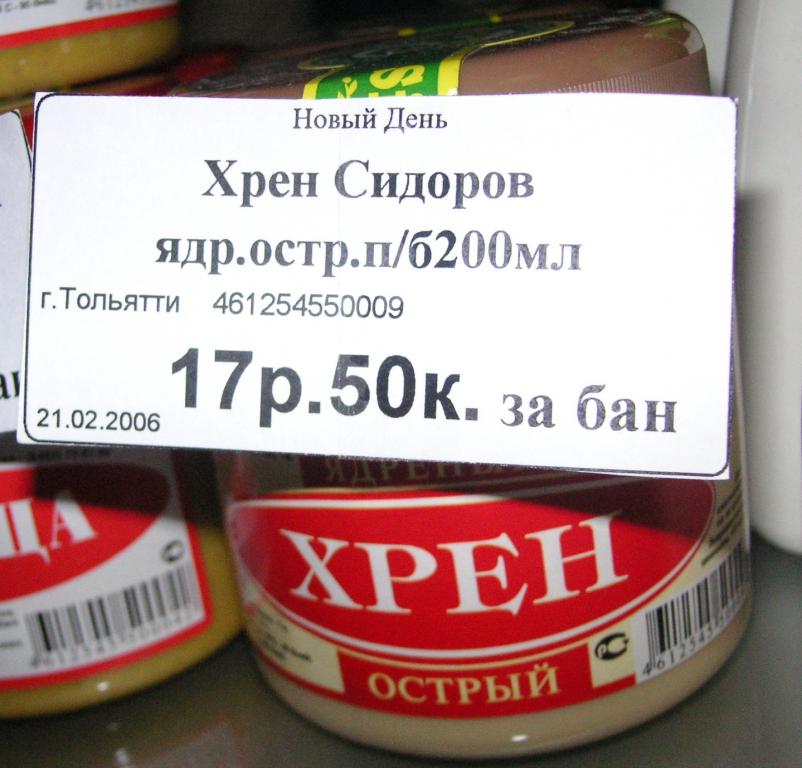 Новый День
Хрен Сидоров
ядр.остр.п/б200мл
г.Тольятти 461254550009
17р.50к. за бан
21.02.2006
ХРЕН
ОСТРЫЙ